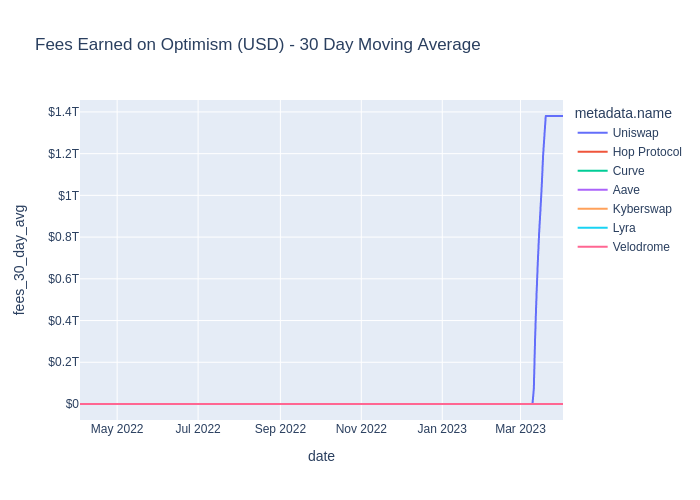 Fees Earned on Optimism (USD) - 30 Day Moving Average
metadata.name
Uniswap
Hop Protocol
Curve
Aave
Kyberswap
Lyra
Velodrome
fees_30_day_avg
$1.4T
$1.2T
$1T
$0.8T
$0.6T
$0.4T
$0.2T
$0
May 2022
Jul 2022
Sep 2022
Nov 2022
Jan 2023
Mar 2023
date